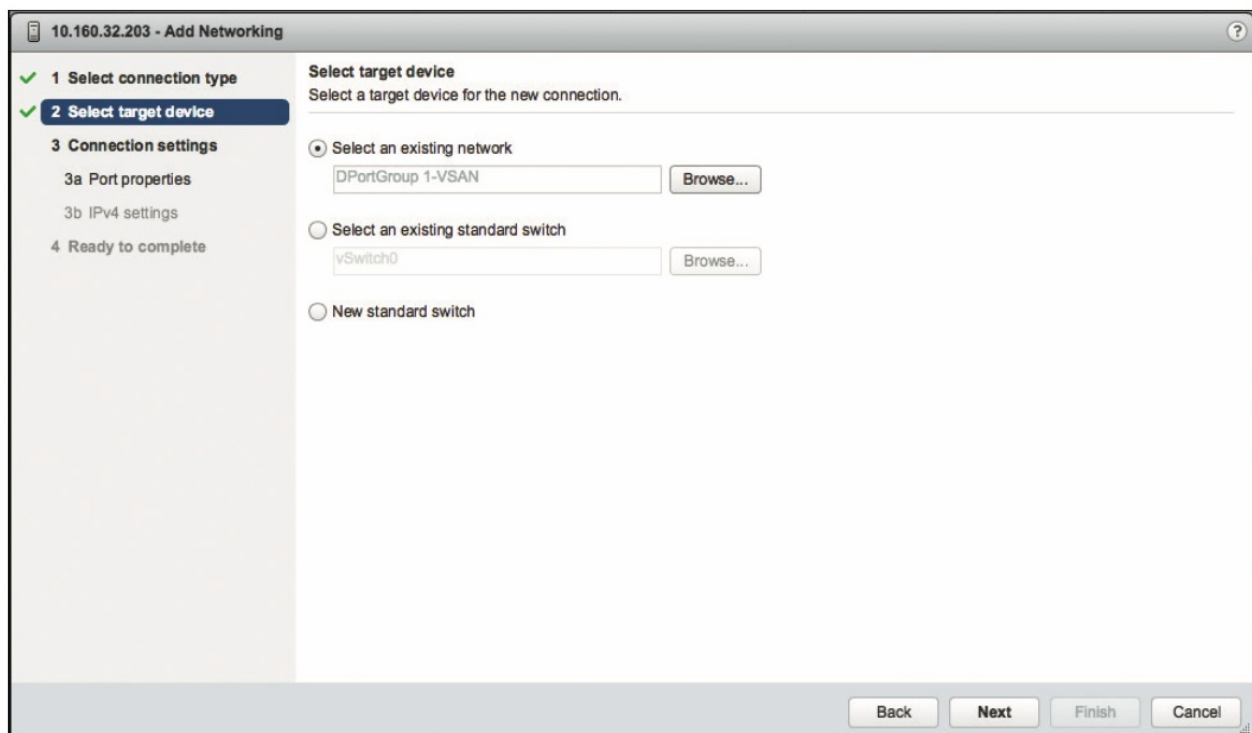 10.160.32.203 - Add Networking
?
1 Select connection type
2 Select target device
3 Connection settings
3a Port properties
3b IPv4 settings
4 Ready to complete
Select target device
Select a target device for the new connection.
Select an existing network
DPortGroup 1-VSAN Browse...
Select an existing standard switch
vSwitch0 Browse...
New standard switch
Back Next Finish Cancel